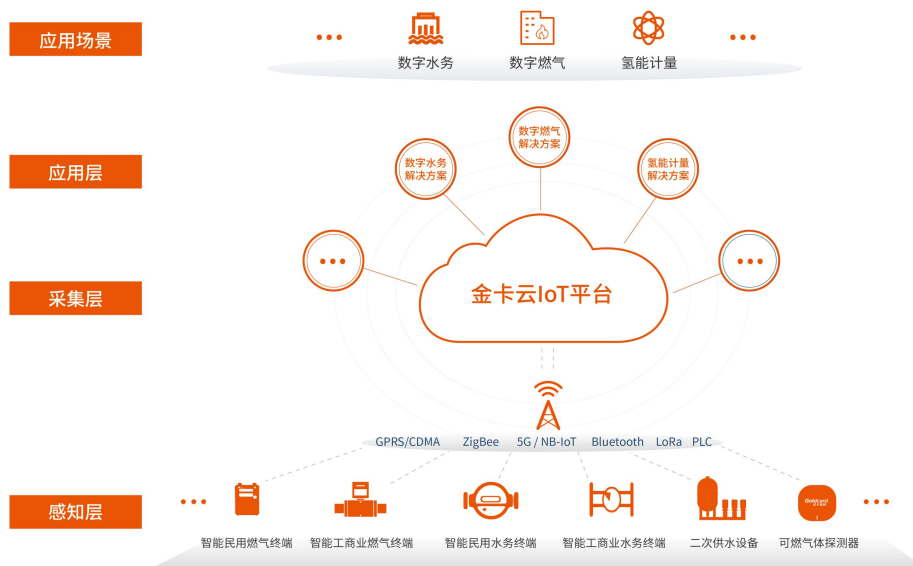 应用场景
数字水务
数字燃气
氢能计量
应用层
数字燃气
解决方案
数字水务
解决方案
氢能计量
解决方案
采集层
金卡云IoT平台
GPRS/CDMA
ZigBee
5G / NB-IoT
Bluetooth
LoRa
PLC
感知层
Goldcard
智能民用燃气终端
智能工商业燃气终端
智能民用水务终端
智能工商业水务终端
二次供水设备
可燃气体探测器